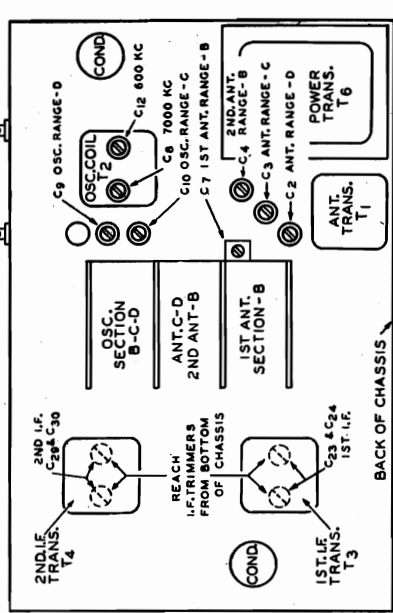 COND.
C9 OSC. RANGE-D
OSC. COIL
T2
C12 600 KC
C8 7000 KC
C10 OSC. RANGE-C
C7 1ST ANT. RANGE-B
2ND. ANT.
C4 RANGE-B
C3 ANT. RANGE-C
C2 ANT. RANGE-D
POWER
TRANS.
T6
ANT.
TRANS.
T1
OSC.
SECTION
B-C-D
ANT. C-D
2ND ANT-B
1ST ANT.
SECTION-B
2ND I.F.
C29 & C30
2ND. I.F.
TRANS.
T4
REACH
I.F. TRIMMERS
FROM BOTTOM
OF CHASSIS
C23 & C24
1ST. I.F.
1ST I.F.
TRANS.
T3
COND.
BACK OF CHASSIS